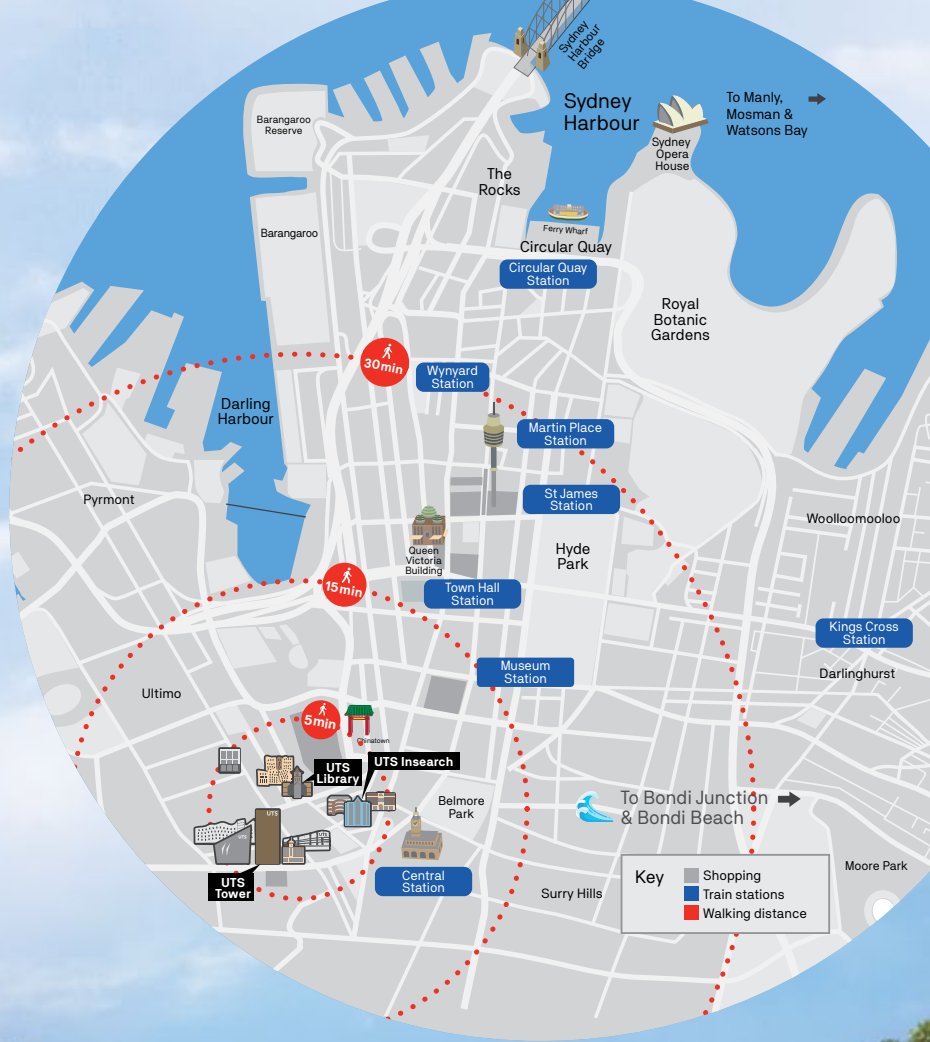 Sydney
Harbour
Bridge
Sydney
Harbour
To Manly,
Mosman &
Watsons Bay
Barangaroo
Reserve
Sydney
Opera
House
The
Rocks
Ferry Wharf
Barangaroo
Circular Quay
Circular Quay
Station
Royal
Botanic
Gardens
30min
Wynyard
Station
Darling
Harbour
Martin Place
Station
Pyrmont
St James
Station
Woolloomooloo
Queen
Victoria
Building
Hyde
Park
15min
Town Hall
Station
Kings Cross
Station
Museum
Station
Darlinghurst
Ultimo
5min
Chinatown
UTS
Library
UTS Insearch
Belmore
Park
To Bondi Junction
& Bondi Beach
UTS
UTS
UTS
Tower
Central
Station
Surry Hills
Moore Park
Key
Shopping
Train stations
Walking distance